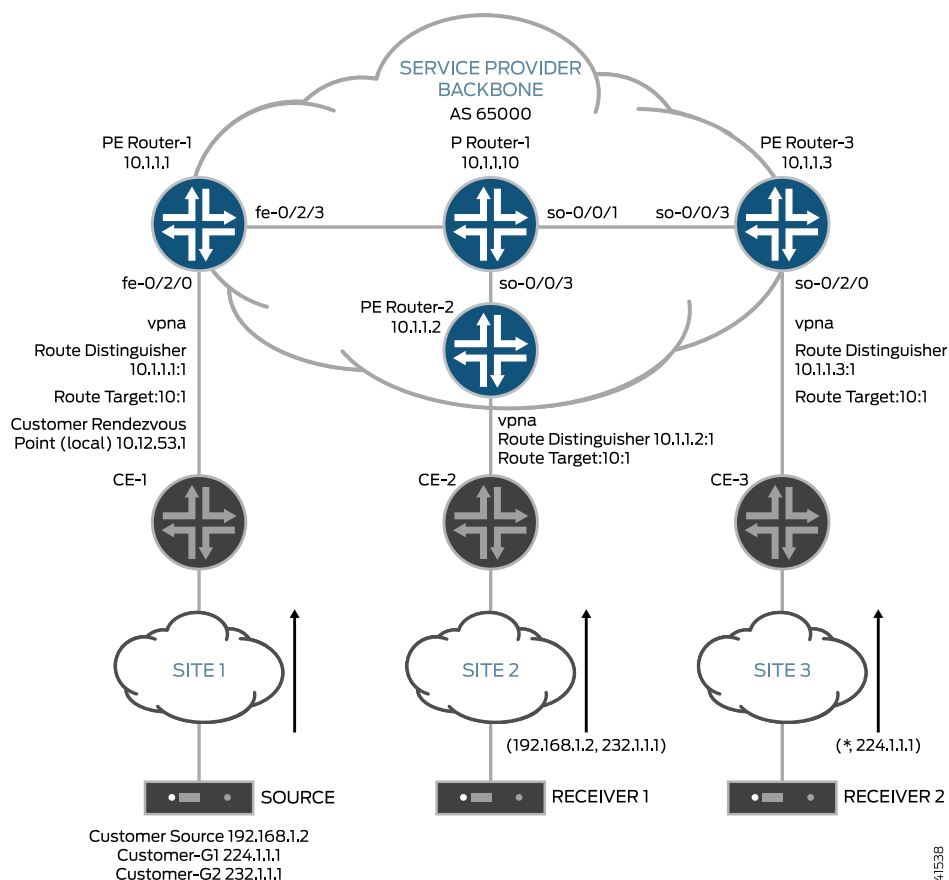 SERVICE PROVIDER
BACKBONE
AS 65000
PE Router-1
10.1.1.1
P Router-1
10.1.1.10
PE Router-3
10.1.1.3
fe-0/2/3
so-0/0/1
so-0/0/3
fe-0/2/0
so-0/0/3
so-0/2/0
PE Router-2
10.1.1.2
vpna
Route Distinguisher
10.1.1.1:1
Route Target:10:1
Customer Rendezvous
Point (local) 10.12.53.1
vpna
Route Distinguisher
10.1.1.3:1
Route Target:10:1
vpna
Route Distinguisher 10.1.1.2:1
Route Target:10:1
CE-1
CE-2
CE-3
SITE 1
SITE 2
SITE 3
(192.168.1.2, 232.1.1.1)
(*, 224.1.1.1)
SOURCE
RECEIVER 1
RECEIVER 2
Customer Source 192.168.1.2
Customer-G1 224.1.1.1
Customer-G2 232.1.1.1